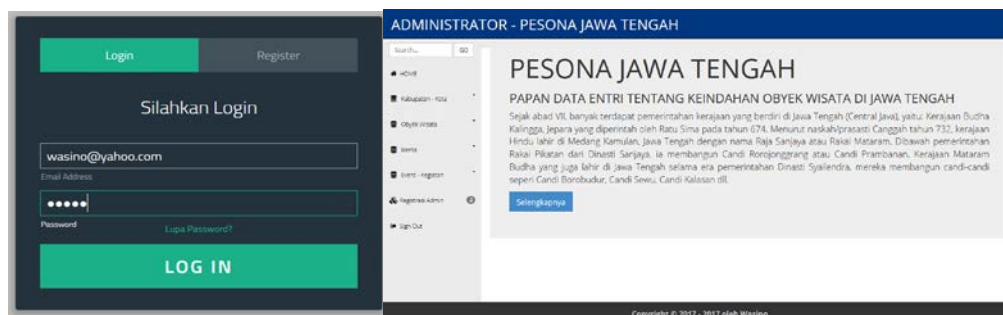 Login Register
Silahkan Login
wasino@yahoo.com
Email Address
Password Lupa Password?
LOG IN
ADMINISTRATOR - PESONA JAWA TENGAH
Search... GO
HOME
Kabupaten - Kota
Obyek Wisata
Berita
Event - Kegiatan
Registrasi Admin
Sign Out
PESONA JAWA TENGAH
PAPAN DATA ENTRI TENTANG KEINDAHAN OBYEK WISATA DI JAWA TENGAH
Sejak abad VII, banyak terdapat pemerintahan kerajaan yang berdiri di Jawa Tengah (Central Java), yaitu: Kerajaan Budha
Kalingga, Jepara yang diperintah oleh Ratu Sima pada tahun 674. Menurut naskah/prasasti Canggah tahun 732, kerajaan
Hindu lahir di Medang Kamulan, Jawa Tengah dengan nama Raja Sanjaya atau Rakai Mataram. Dibawah pemerintahan
Rakai Pikatan dari Dinasti Sanjaya, ia membangun Candi Rorojonggrang atau Candi Prambanan. Kerajaan Mataram
Budha yang juga lahir di Jawa Tengah selama era pemerintahan Dinasti Syailendra, mereka membangun candi-candi
seperi Candi Borobudur, Candi Sewu, Candi Kalasan dll.
Selengkapnya
Copyright © 2017 - 2017 oleh Wasino